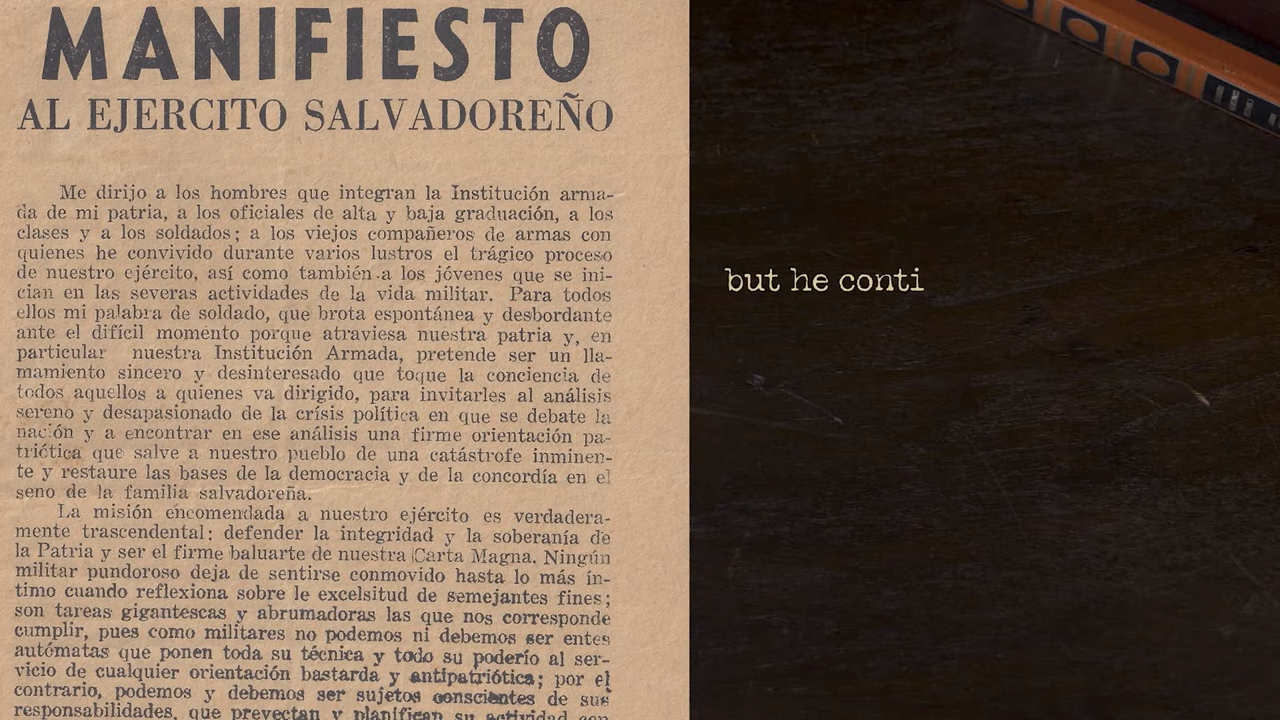 MANIFIESTO
AL EJERCITO SALVADOREÑO
Me dirijo a los hombres que integran la Institución arma-
da de mi patria, a los oficiales de alta y baja graduación, a los
clases y a los soldados; a los viejos compañeros de armas con
quienes he convivido durante varios lustros el trágico proceso
de nuestro ejército, así como también a los jóvenes que se ini-
cian en las severas actividades de la vida militar. Para todos
ellos mi palabra de soldado, que brota espontánea y desbordante
ante el difícil momento porque atraviesa nuestra patria y, en
particular nuestra Institución Armada, pretende ser un lla-
mamiento sincero y desinteresado que toque la conciencia de
todos aquellos a quienes va dirigido, para invitarles al análisis
sereno y desapasionado de la crísis política en que se debate la
nación y a encontrar en ese análisis una firme orientación pa-
triótica que salve a nuestro pueblo de una catástrofe inminen-
te y restaure las bases de la democracia y de la concordía en el
seno de la familia salvadoreña.
La misión encomendada a nuestro ejército es verdadera-
mente trascendental: defender la integridad y la soberanía de
la Patria y ser el firme baluarte de nuestra Carta Magna. Ningún
militar pundoroso deja de sentirse conmovido hasta lo más ín-
timo cuando reflexiona sobre le excelsitud de semejantes fines;
son tareas gigantescas y abrumadoras las que nos corresponde
cumplir, pues como militares no podemos ni debemos ser entes
autómatas que ponen toda su técnica y todo su poderío al ser-
vicio de cualquier orientación bastarda y antipatriótica; por el
contrario, podemos y debemos ser sujetos conscientes de sus
responsabilidades, que proyectan y planifican su actividad con
but he conti